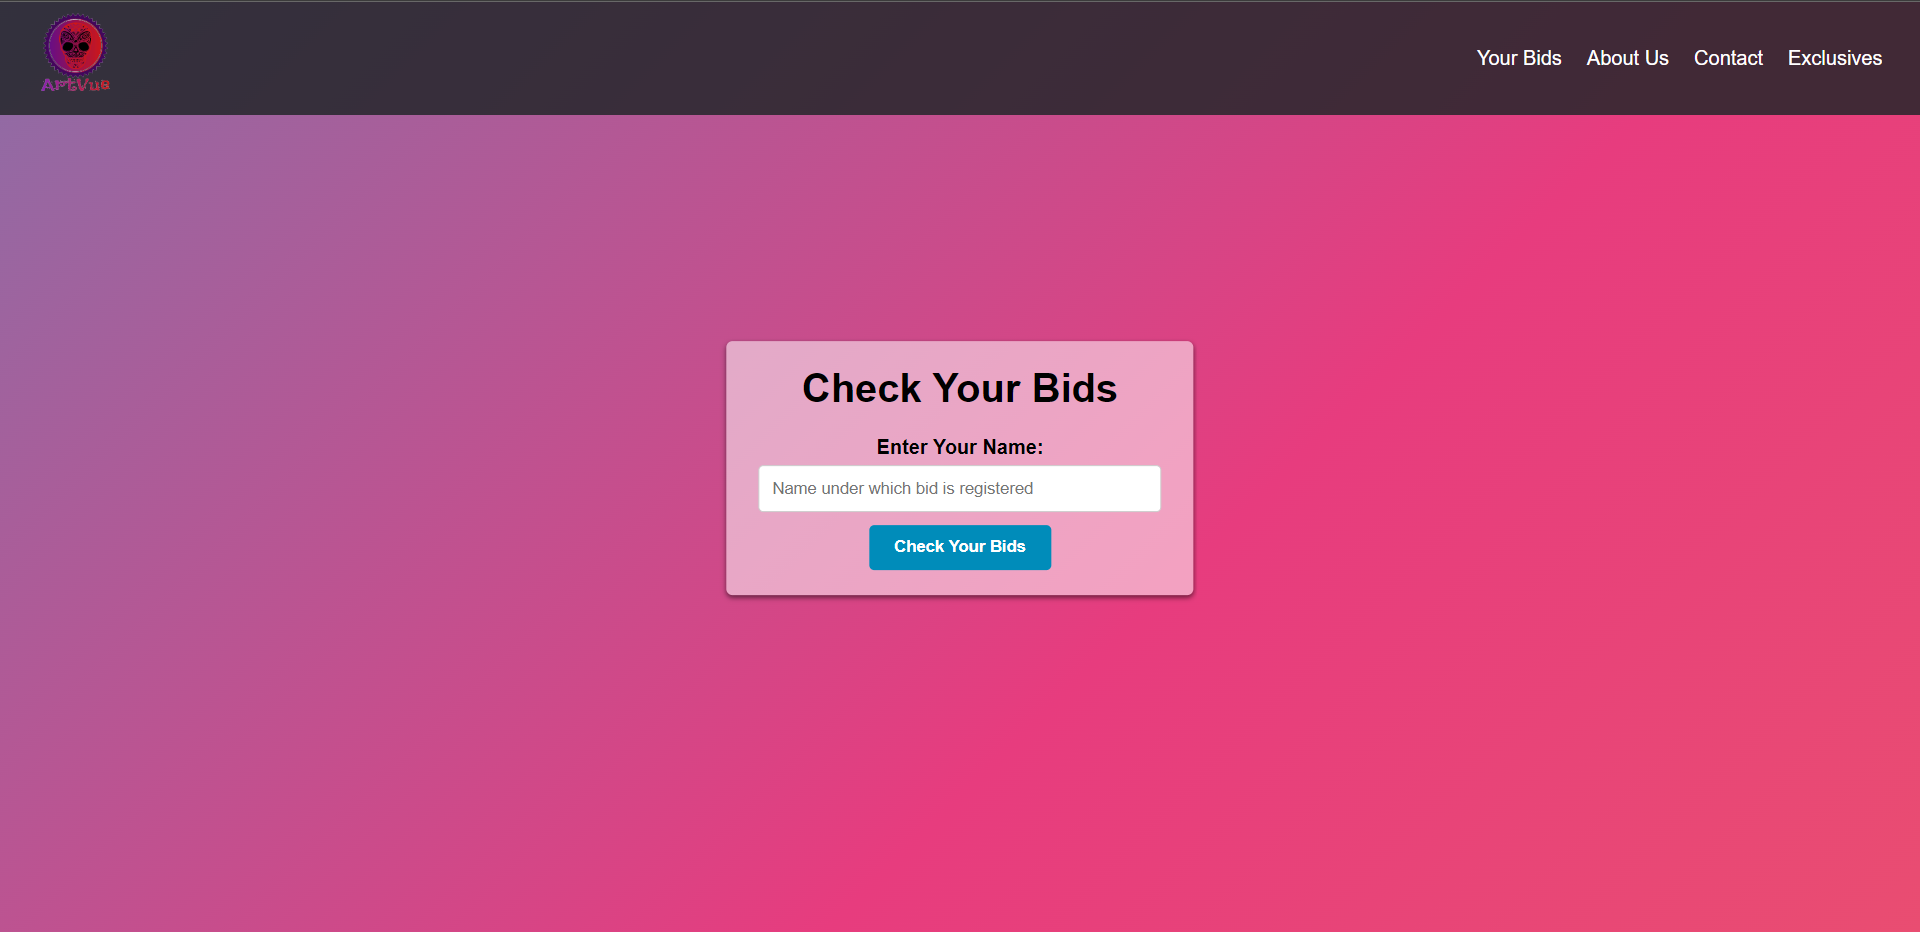 ArtVue
Your Bids
About Us
Contact
Exclusives
Check Your Bids
Enter Your Name:
Name under which bid is registered
Check Your Bids